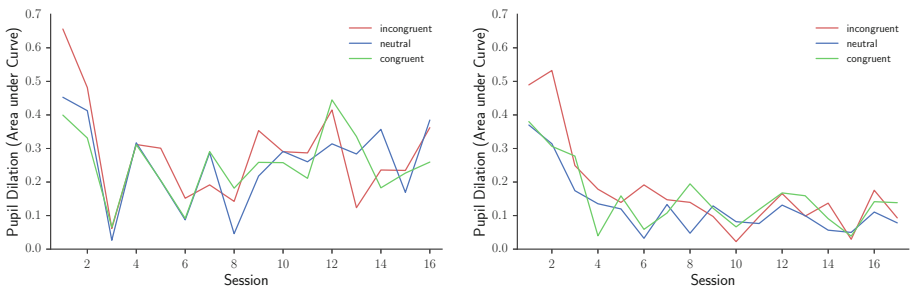 0.7
0.6
0.5
0.4
0.3
0.2
0.1
0.0
Pupil Dilation (Area under Curve)
2 4 6 8 10 12 14 16
Session
incongruent
neutral
congruent
0.7
0.6
0.5
0.4
0.3
0.2
0.1
0.0
Pupil Dilation (Area under Curve)
2 4 6 8 10 12 14 16
Session
incongruent
neutral
congruent